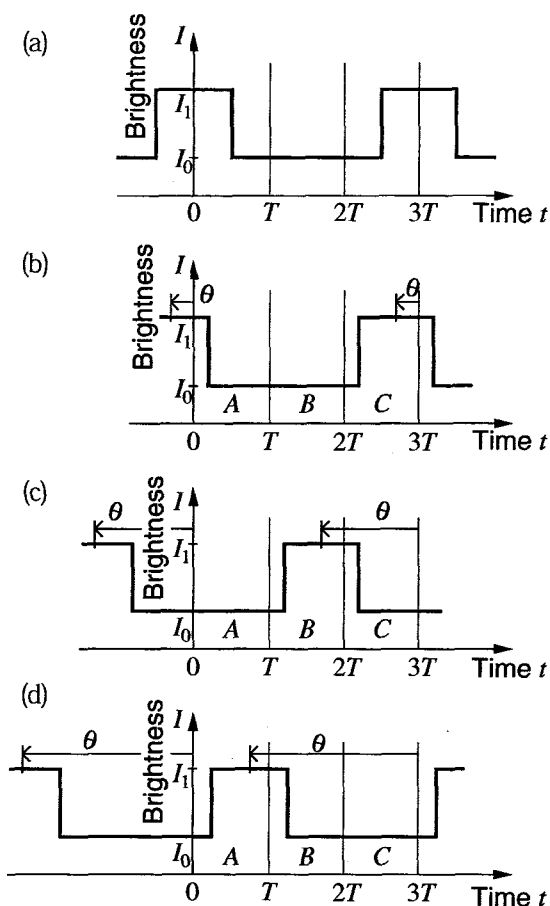 (a)
I
Brightness
I₁
I₀
0 T 2T 3T Time t
(b)
I
Brightness
θ θ
I₁
I₀
A B C
0 T 2T 3T Time t
(c)
I
Brightness
θ θ
I₁
I₀
A B C
0 T 2T 3T Time t
(d)
I
Brightness
θ θ
I₁
I₀
A B C
0 T 2T 3T Time t